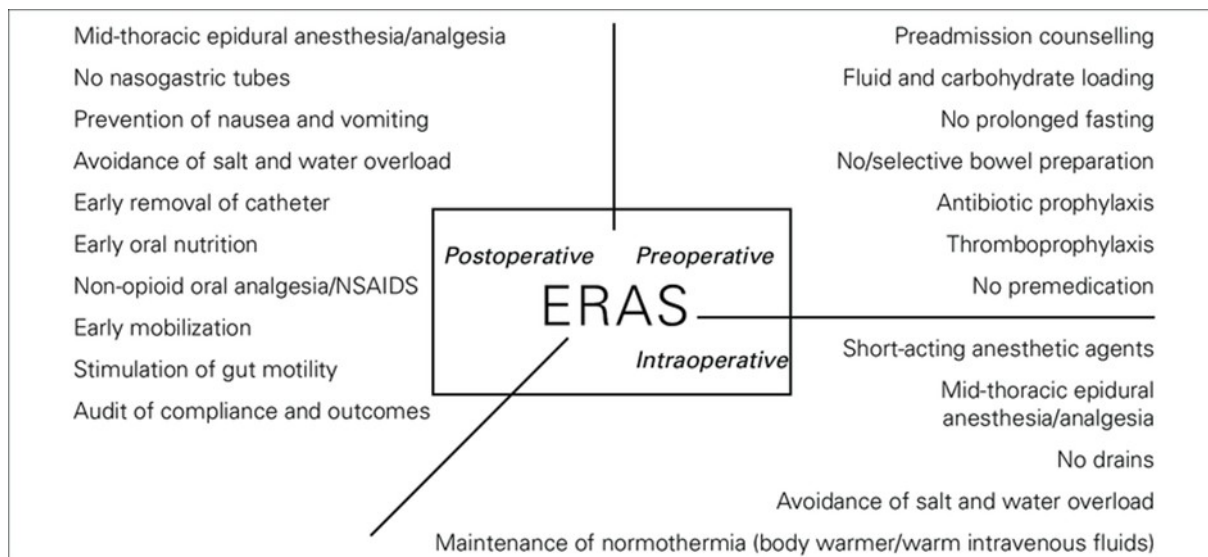 Mid-thoracic epidural anesthesia/analgesia
No nasogastric tubes
Prevention of nausea and vomiting
Avoidance of salt and water overload
Early removal of catheter
Early oral nutrition
Non-opioid oral analgesia/NSAIDS
Early mobilization
Stimulation of gut motility
Audit of compliance and outcomes
Postoperative
Preoperative
ERAS
Intraoperative
Preadmission counselling
Fluid and carbohydrate loading
No prolonged fasting
No/selective bowel preparation
Antibiotic prophylaxis
Thromboprophylaxis
No premedication
Short-acting anesthetic agents
Mid-thoracic epidural
anesthesia/analgesia
No drains
Avoidance of salt and water overload
Maintenance of normothermia (body warmer/warm intravenous fluids)